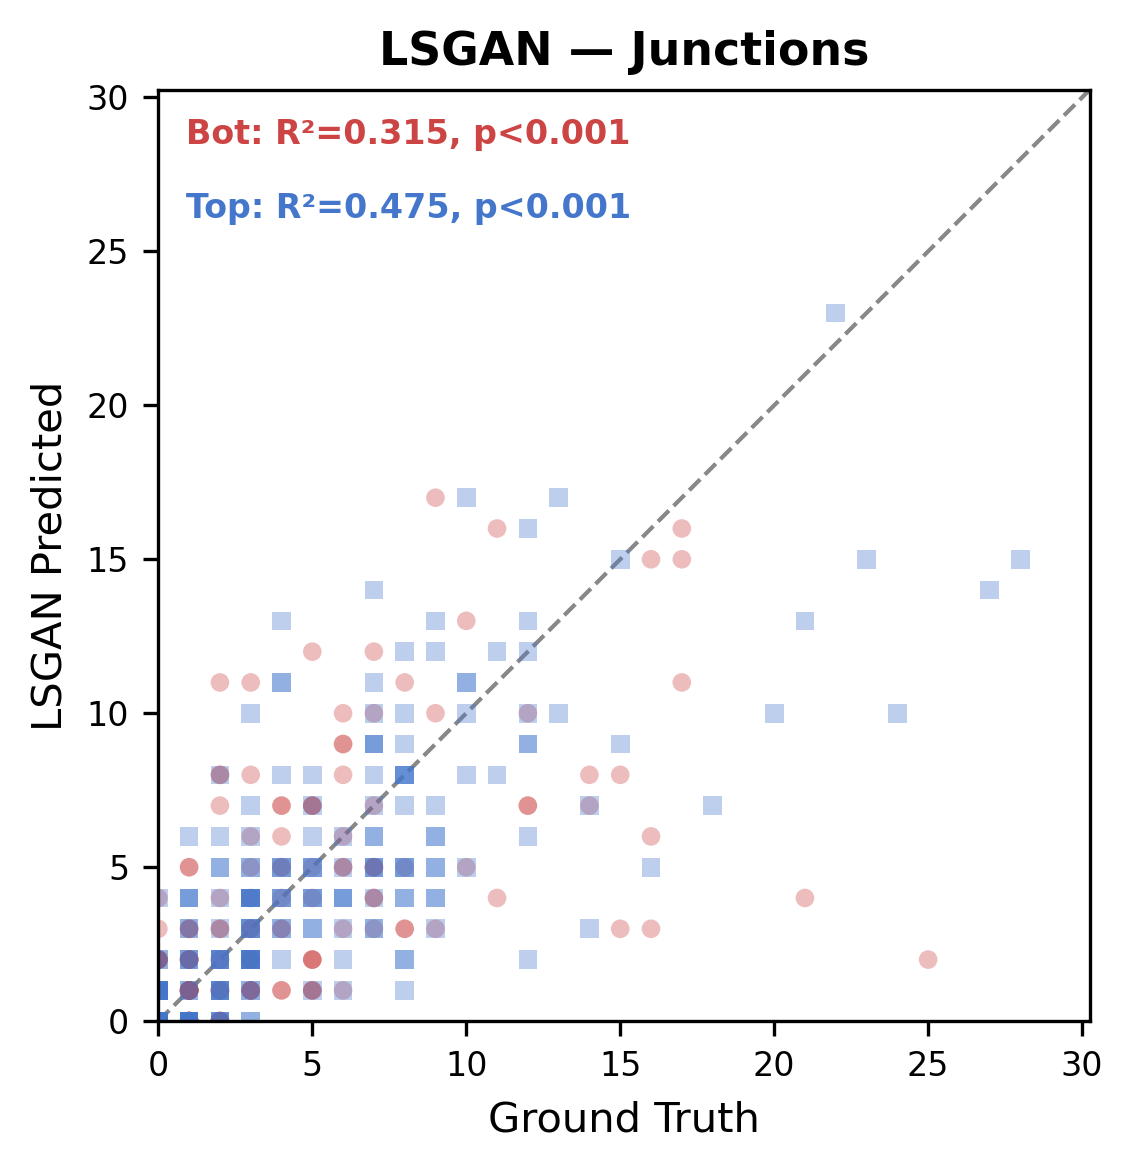 LSGAN — Junctions
Bot: R²=0.315, p<0.001
Top: R²=0.475, p<0.001
LSGAN Predicted
30
25
20
15
10
5
0
0 5 10 15 20 25 30
Ground Truth